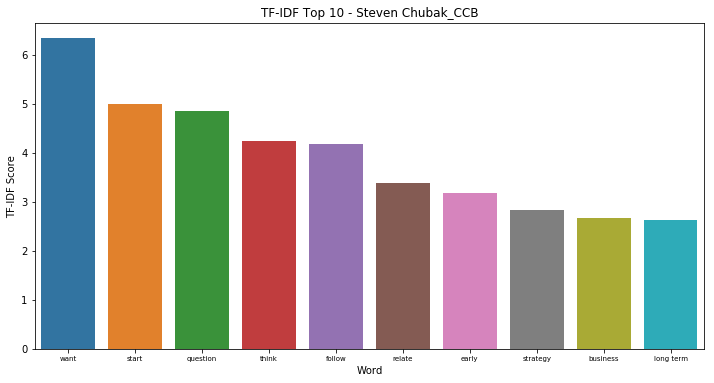 TF-IDF Top 10 - Steven Chubak_CCB
TF-IDF Score
6
5
4
3
2
1
0
want start question think follow relate early strategy business long term
Word